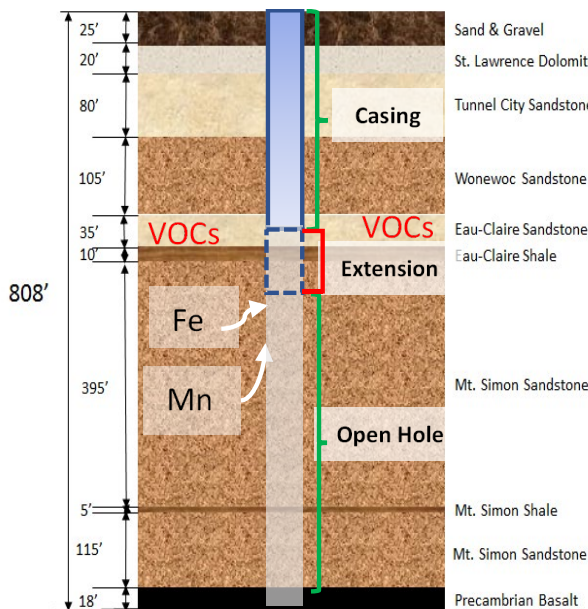 25’
Sand & Gravel
20’
St. Lawrence Dolomit
80’
Tunnel City Sandstone
Casing
105’
Wonewoc Sandstone
35’
VOCs
VOCs
Eau-Claire Sandstone
10’
Eau-Claire Shale
Extension
808’
Fe
395’
Mt. Simon Sandstone
Mn
Open Hole
5’
Mt. Simon Shale
115’
Mt. Simon Sandstone
18’
Precambrian Basalt